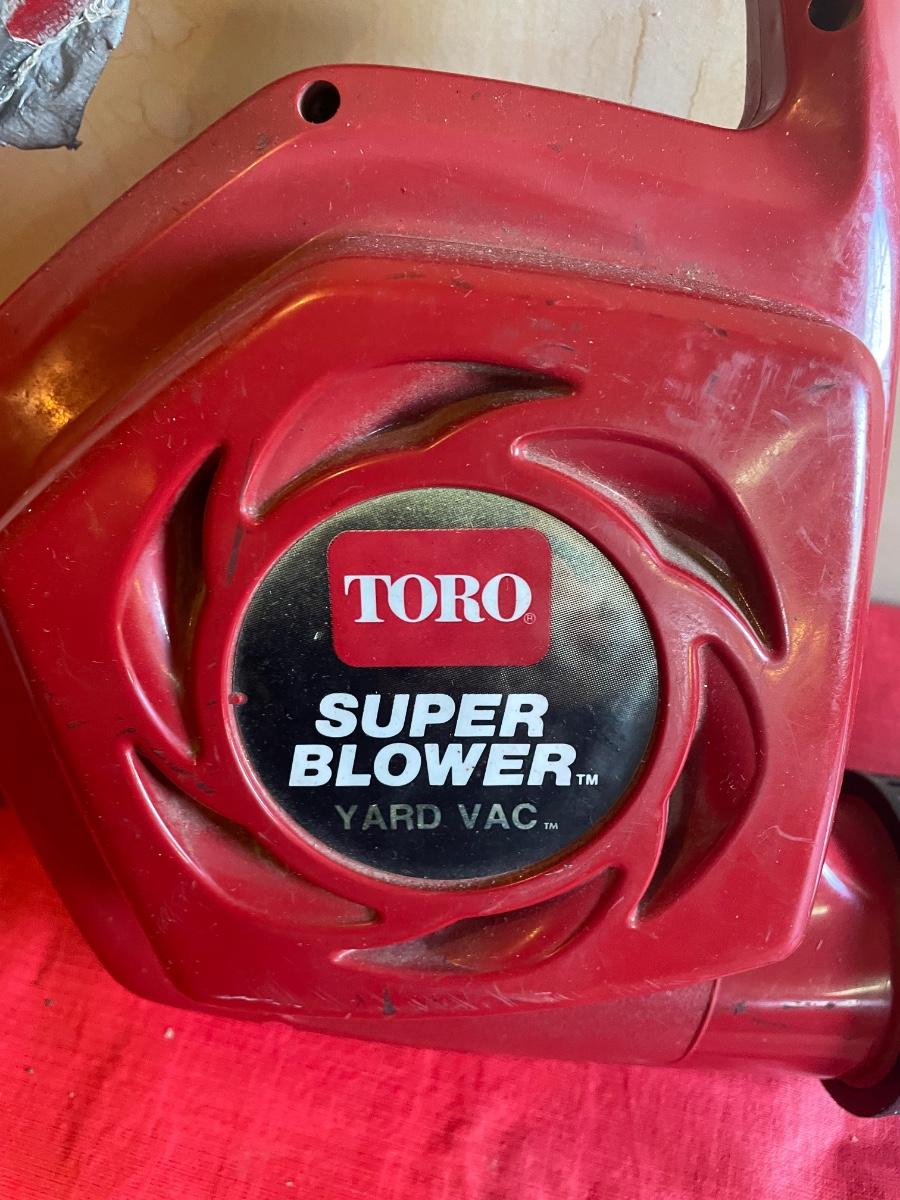 TORO®
SUPER
BLOWER™
YARD VAC™